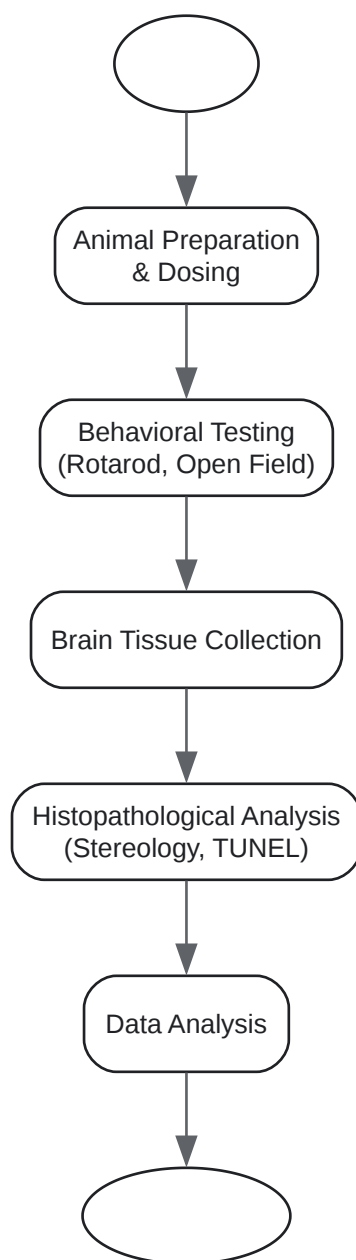 Animal Preparation
& Dosing
Behavioral Testing
(Rotarod, Open Field)
Brain Tissue Collection
Histopathological Analysis
(Stereology, TUNEL)
Data Analysis